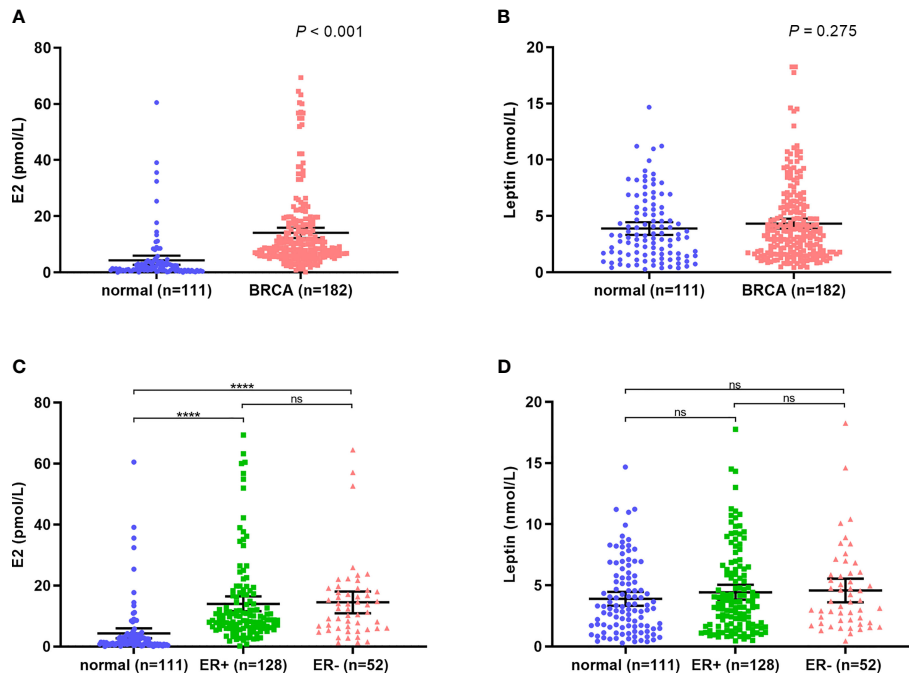 A
P < 0.001
80
60
40
20
0
E2 (pmol/L)
normal (n=111)
BRCA (n=182)
B
P = 0.275
20
15
10
5
0
Leptin (nmol/L)
normal (n=111)
BRCA (n=182)
C
****
****
ns
80
60
40
20
0
E2 (pmol/L)
normal (n=111)
ER+ (n=128)
ER- (n=52)
D
ns
ns
ns
20
15
10
5
0
Leptin (nmol/L)
normal (n=111)
ER+ (n=128)
ER- (n=52)